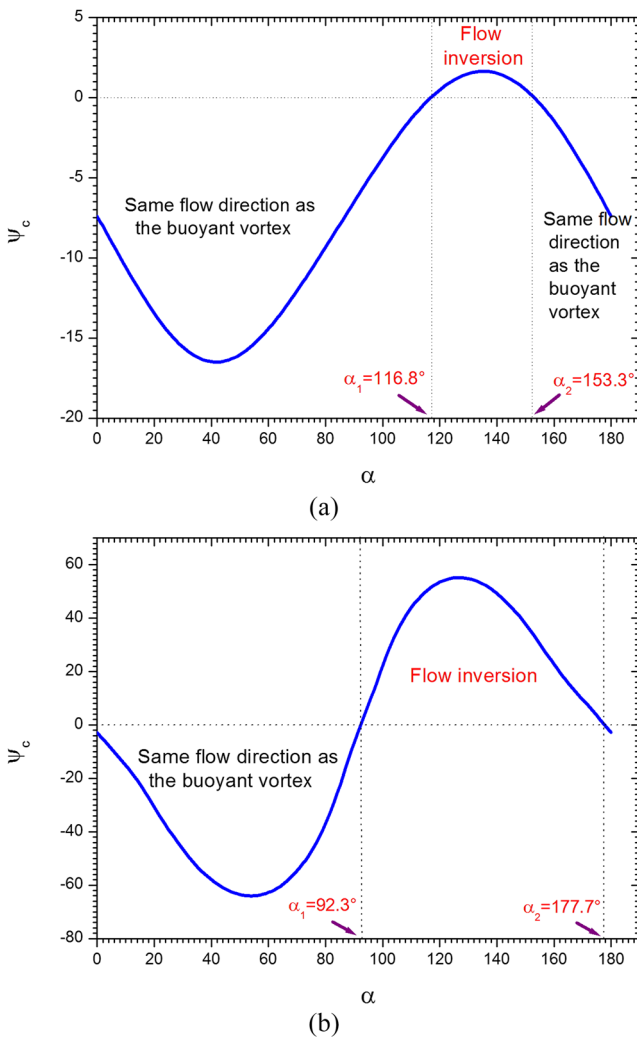 5
0
-5
-10
-15
-20
ψc
Flow
inversion
Same flow direction as
the buoyant vortex
Same flow
direction
as the
buoyant
vortex
α1=116.8°
α2=153.3°
0 20 40 60 80 100 120 140 160 180
α
(a)
60
40
20
0
-20
-40
-60
-80
ψc
Flow inversion
Same flow direction as
the buoyant vortex
α1=92.3°
α2=177.7°
0 20 40 60 80 100 120 140 160 180
α
(b)